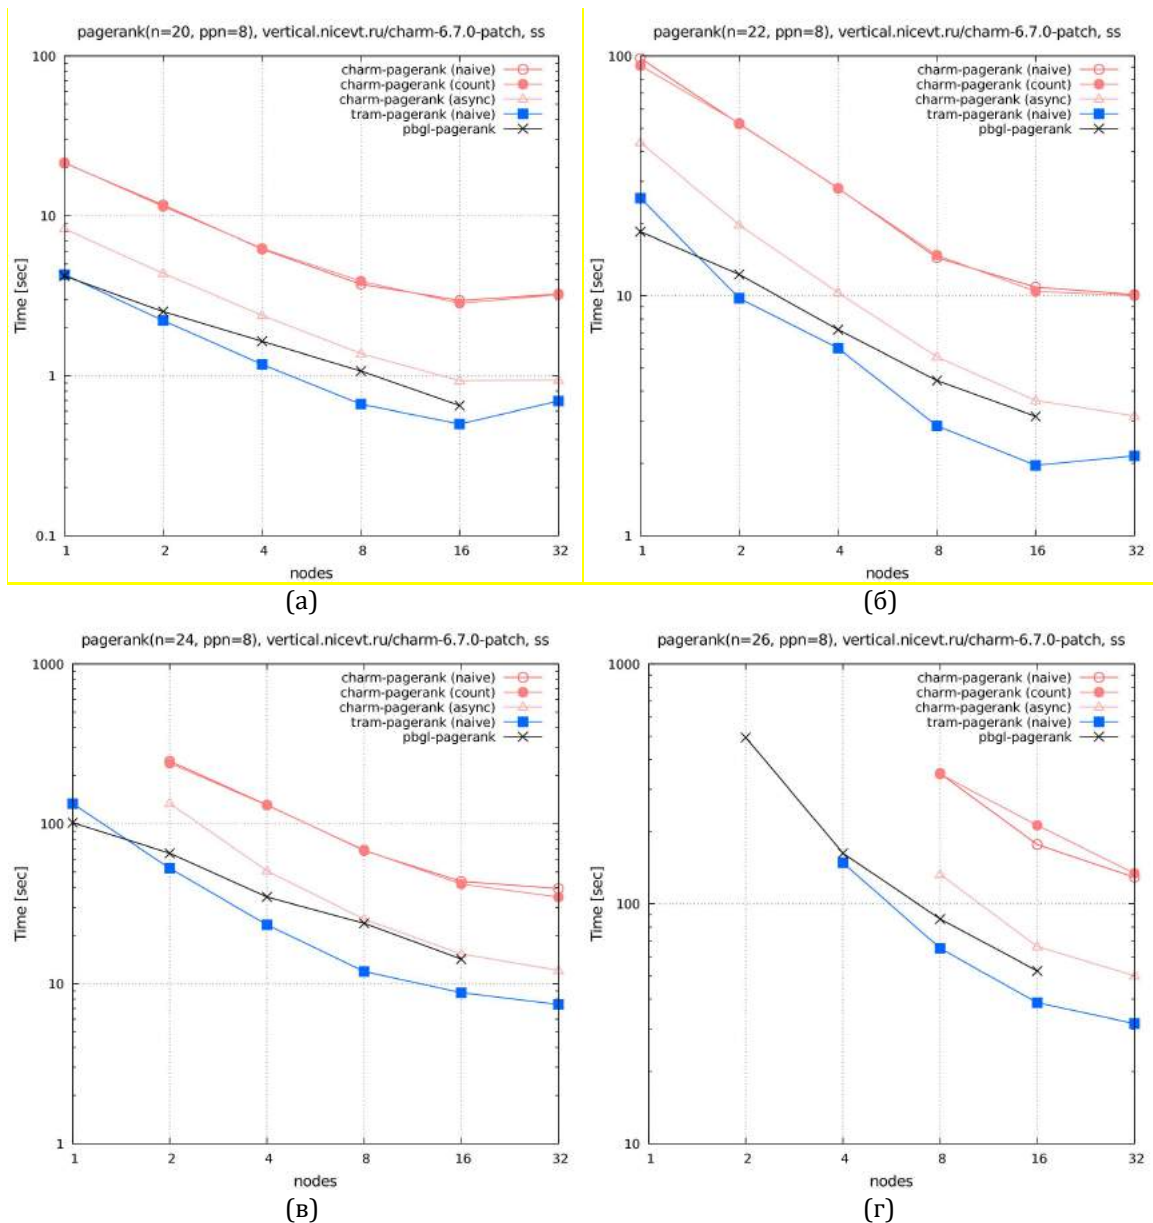 pagerank(n=20, ppn=8), vertical.nicevt.ru/charm-6.7.0-patch, ss
100
10
1
0.1
Time [sec]
charm-pagerank (naive)
charm-pagerank (count)
charm-pagerank (async)
tram-pagerank (naive)
pbgl-pagerank
1 2 4 8 16 32
nodes
(а)
pagerank(n=22, ppn=8), vertical.nicevt.ru/charm-6.7.0-patch, ss
100
10
1
Time [sec]
charm-pagerank (naive)
charm-pagerank (count)
charm-pagerank (async)
tram-pagerank (naive)
pbgl-pagerank
1 2 4 8 16 32
nodes
(б)
pagerank(n=24, ppn=8), vertical.nicevt.ru/charm-6.7.0-patch, ss
1000
100
10
1
Time [sec]
charm-pagerank (naive)
charm-pagerank (count)
charm-pagerank (async)
tram-pagerank (naive)
pbgl-pagerank
1 2 4 8 16 32
nodes
(в)
pagerank(n=26, ppn=8), vertical.nicevt.ru/charm-6.7.0-patch, ss
1000
100
10
Time [sec]
charm-pagerank (naive)
charm-pagerank (count)
charm-pagerank (async)
tram-pagerank (naive)
pbgl-pagerank
1 2 4 8 16 32
nodes
(г)